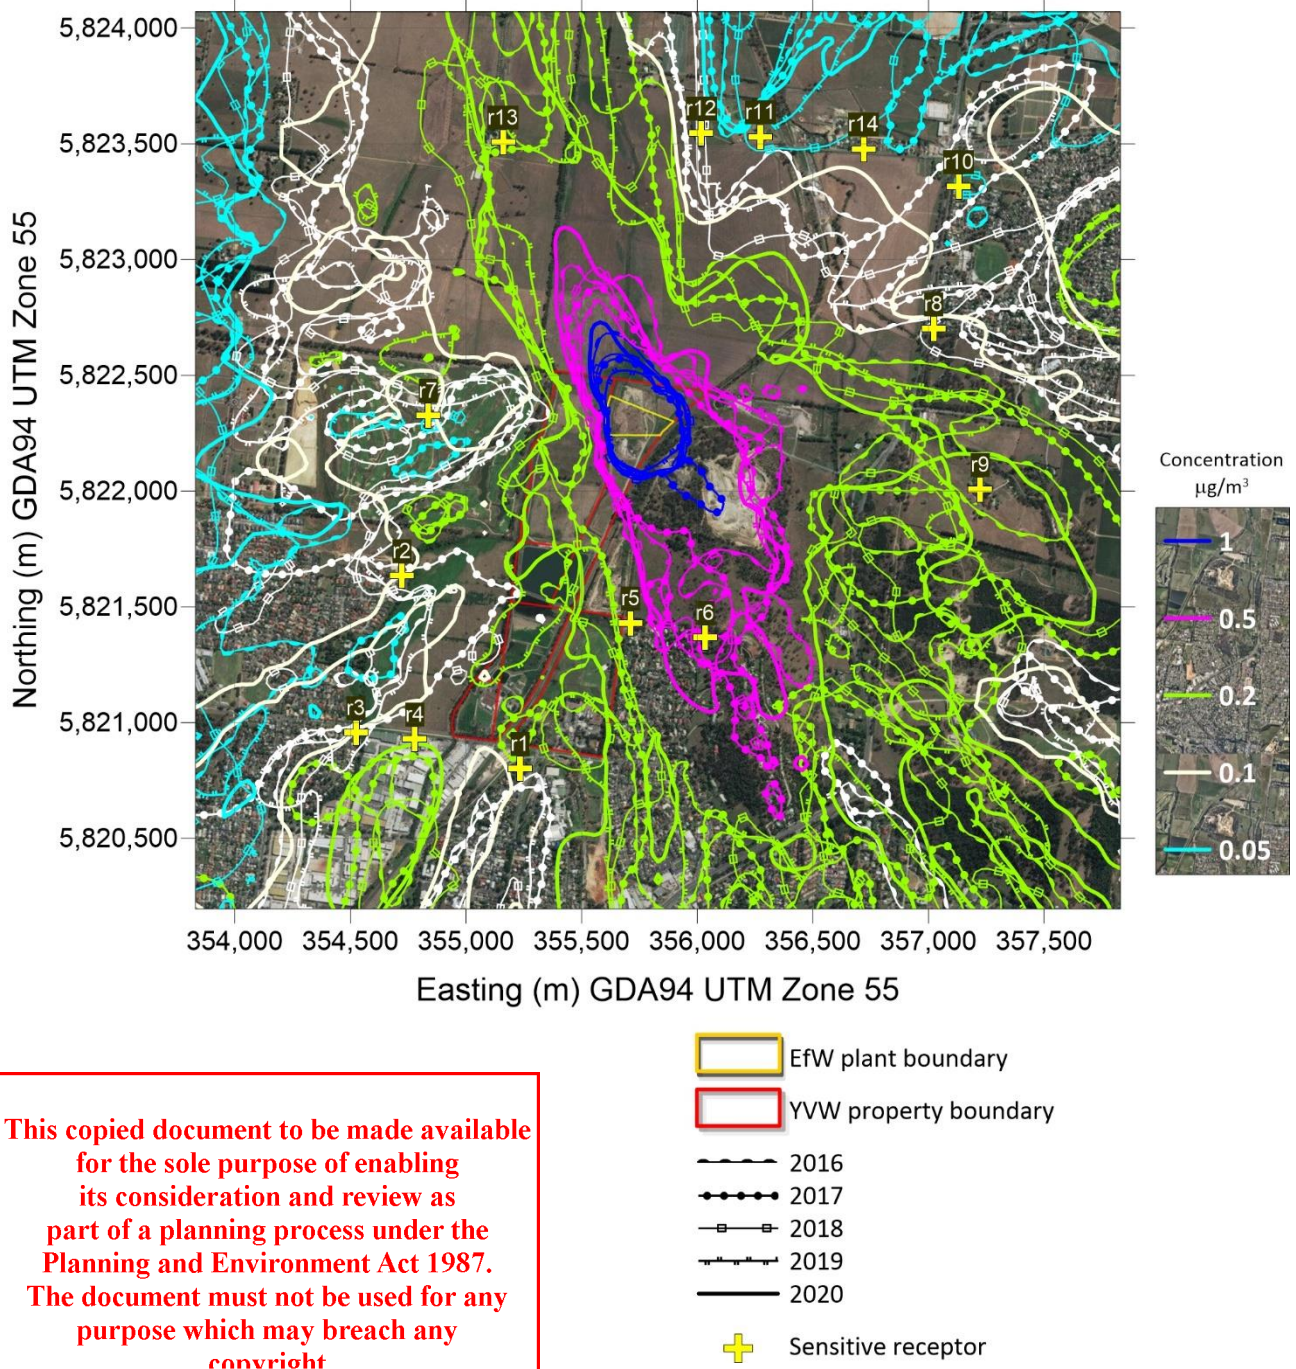 5,824,000
5,823,500
5,823,000
5,822,500
5,822,000
5,821,500
5,821,000
5,820,500
Northing (m) GDA94 UTM Zone 55
r12
r11
r13
r14
r10
r8
r7
r9
r2
r5
r6
r3
r4
r1
354,000
354,500
355,000
355,500
356,000
356,500
357,000
357,500
Easting (m) GDA94 UTM Zone 55
Concentration
µg/m³
1
0.5
0.2
0.1
0.05
EfW plant boundary
YVW property boundary
2016
2017
2018
2019
2020
Sensitive receptor
This copied document to be made available
for the sole purpose of enabling
its consideration and review as
part of a planning process under the
Planning and Environment Act 1987.
The document must not be used for any
purpose which may breach any
copyright